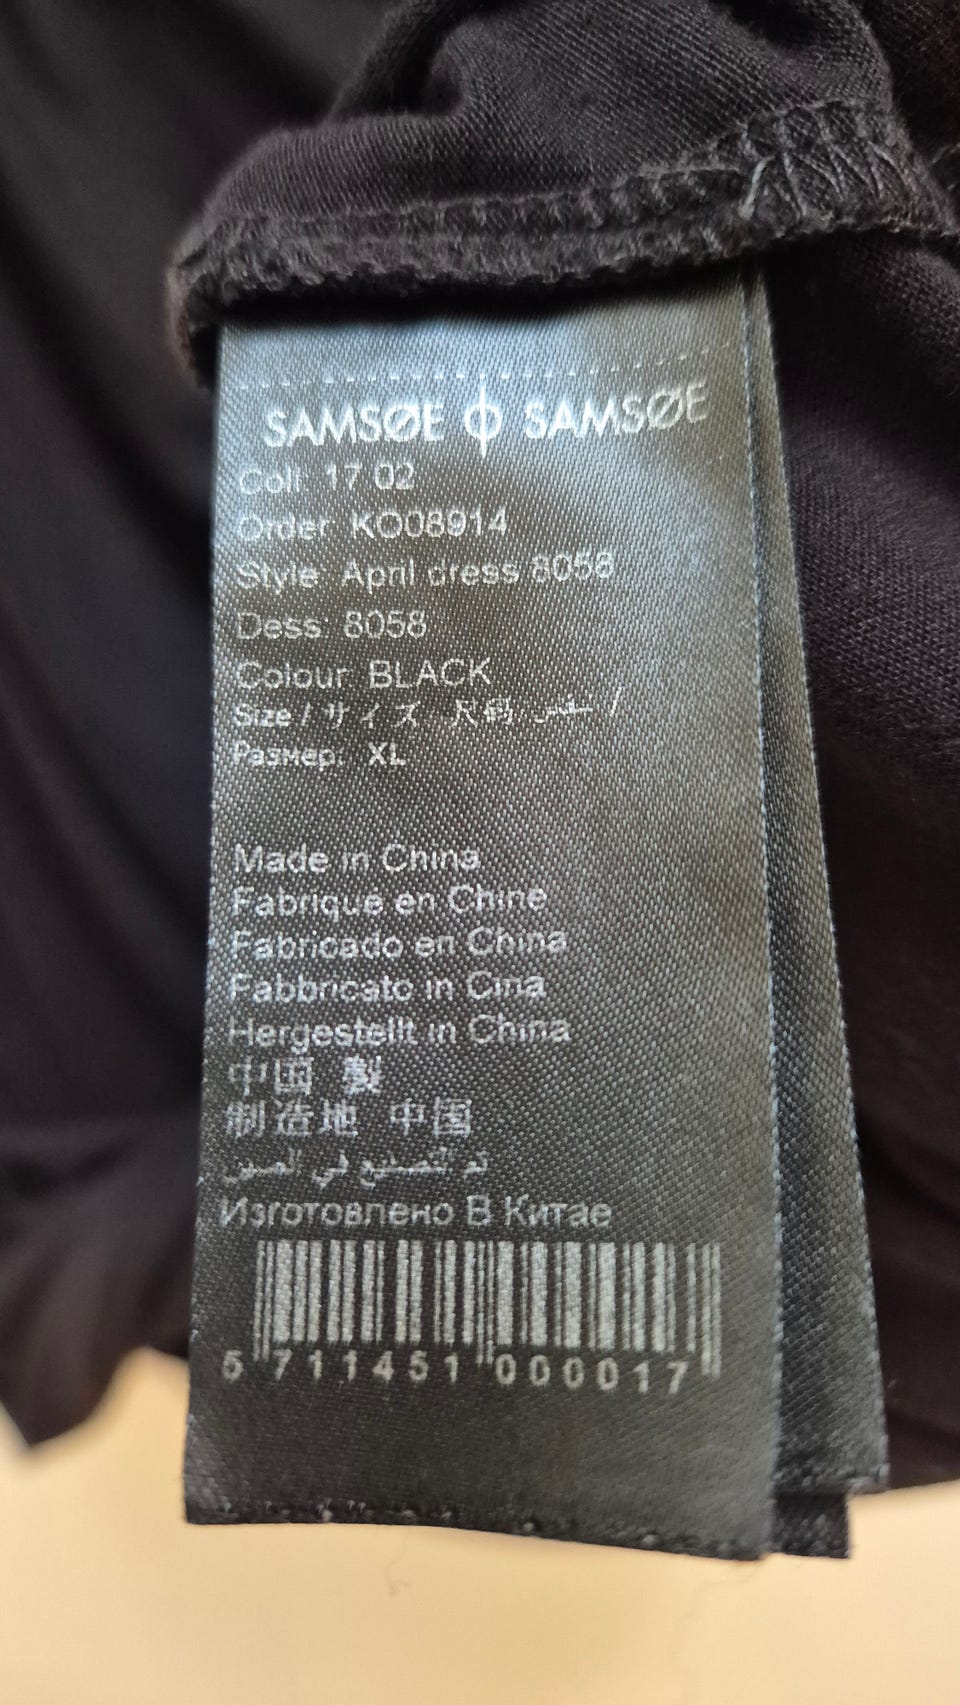 SAMSØE ϕ SAMSØE
Coll: 17 02
Order: KO08914
Style: April dress 8058
Dess: 8058
Colour: BLACK
Size / サイズ 尺码 مقاس /
Размер: XL
Made in China
Fabrique en Chine
Fabricado en China
Fabbricato in Cina
Hergestellt in China
中国 製
制造地 中国
تم التصنيع في الصين
Изготовлено В Китае
5 711451 000017